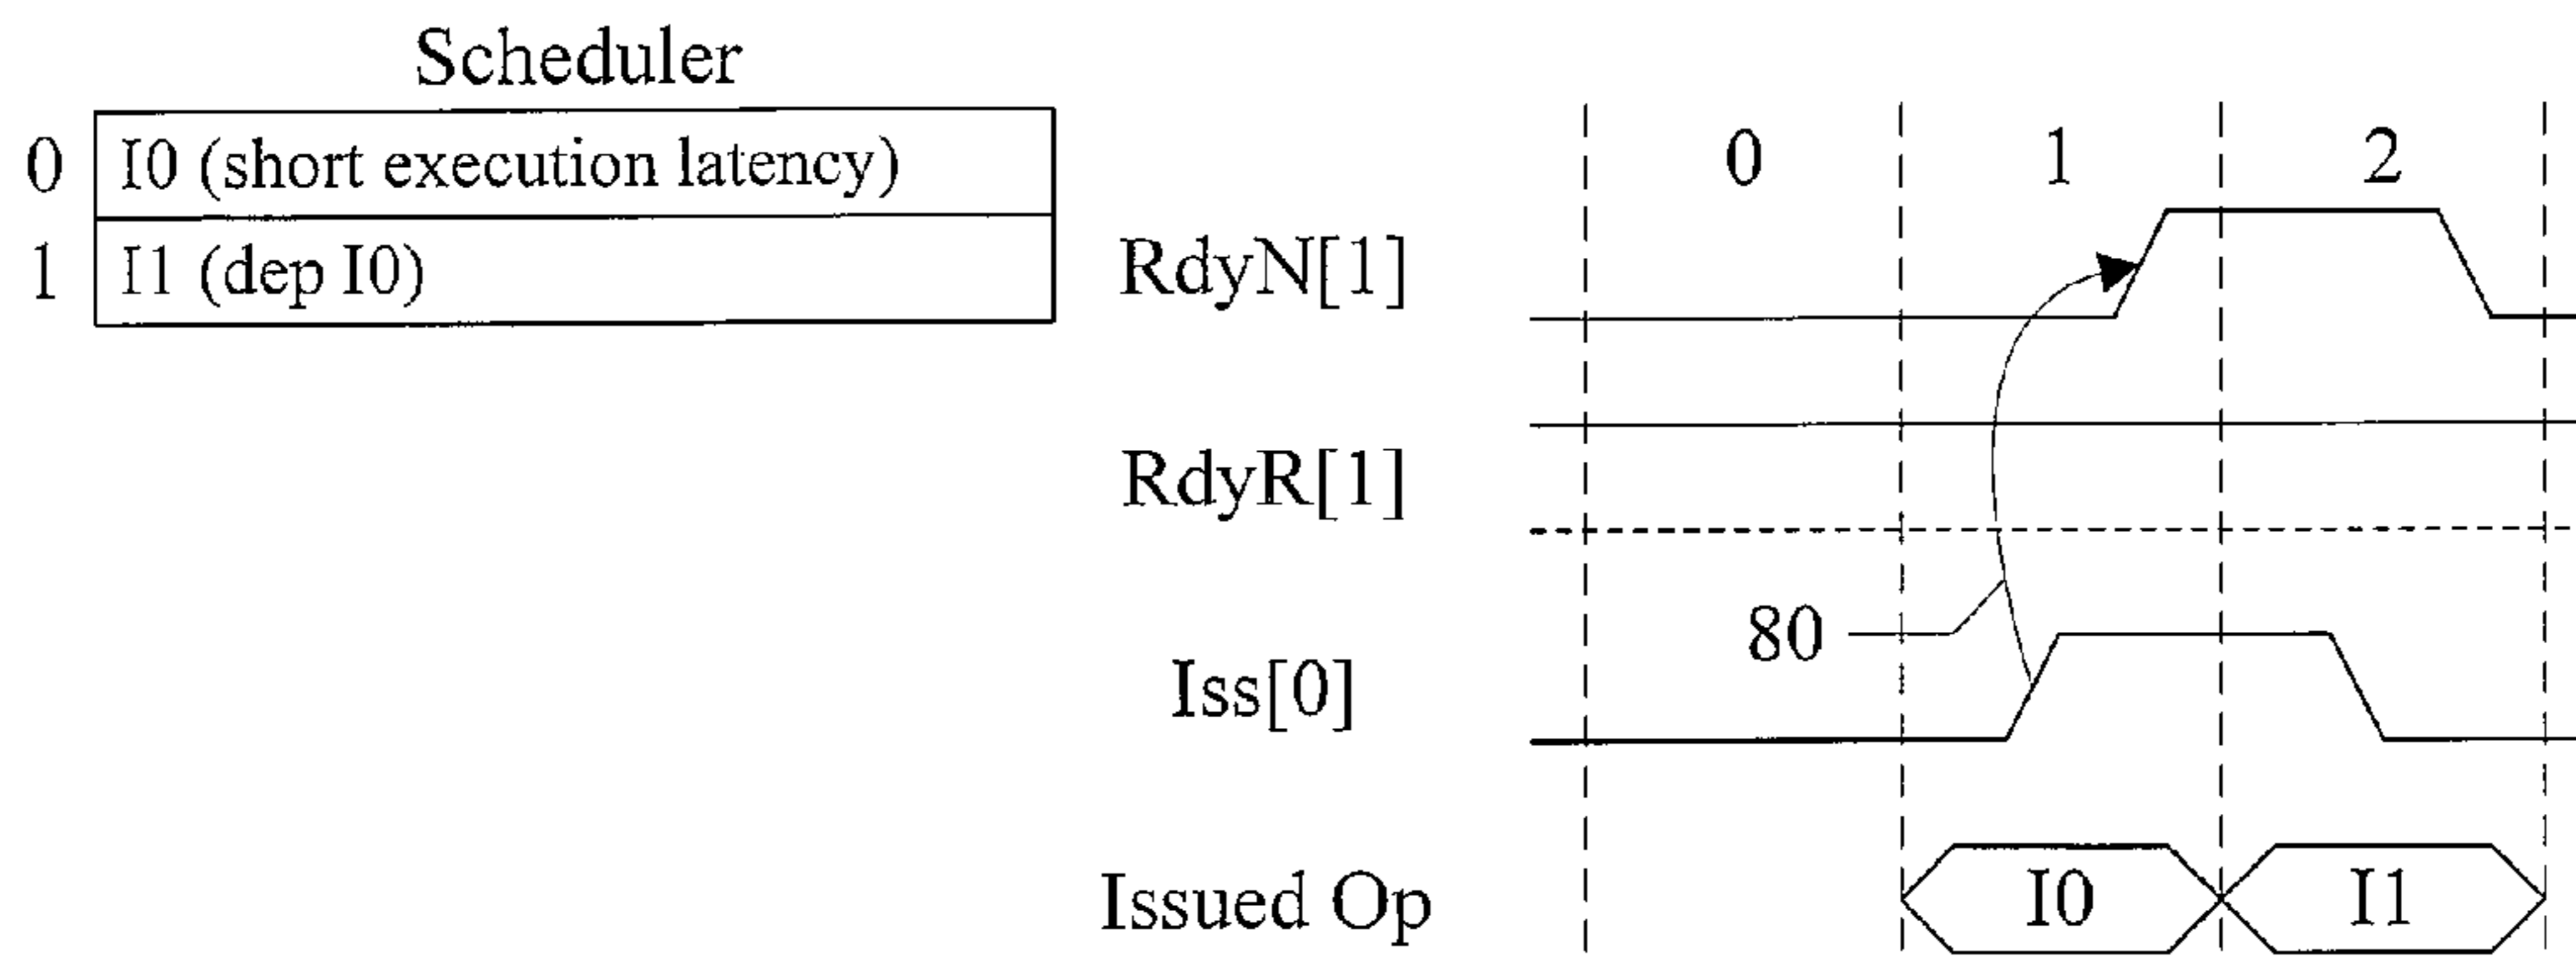 Scheduler
0 I0 (short execution latency)
1 I1 (dep I0)
0 1 2
RdyN[1]
RdyR[1]
80
Iss[0]
Issued Op I0 I1